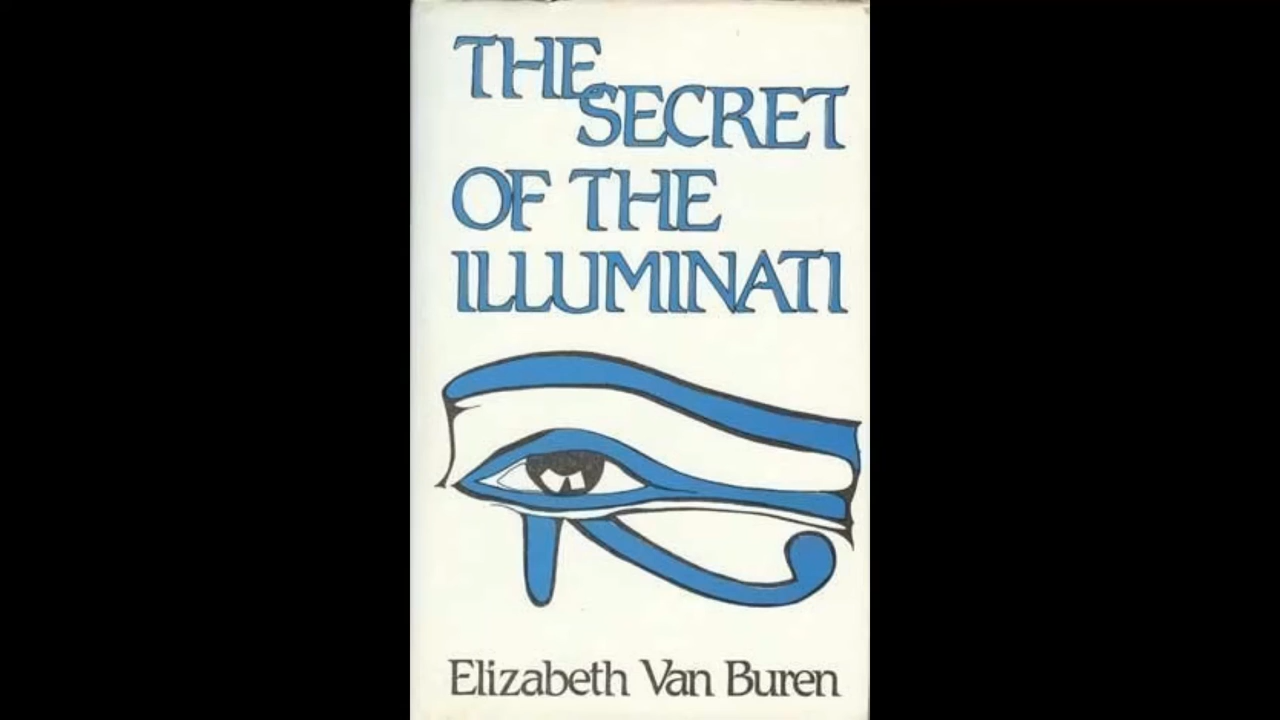 THE
SECRET
OF THE
ILLUMINATI
Elizabeth Van Buren